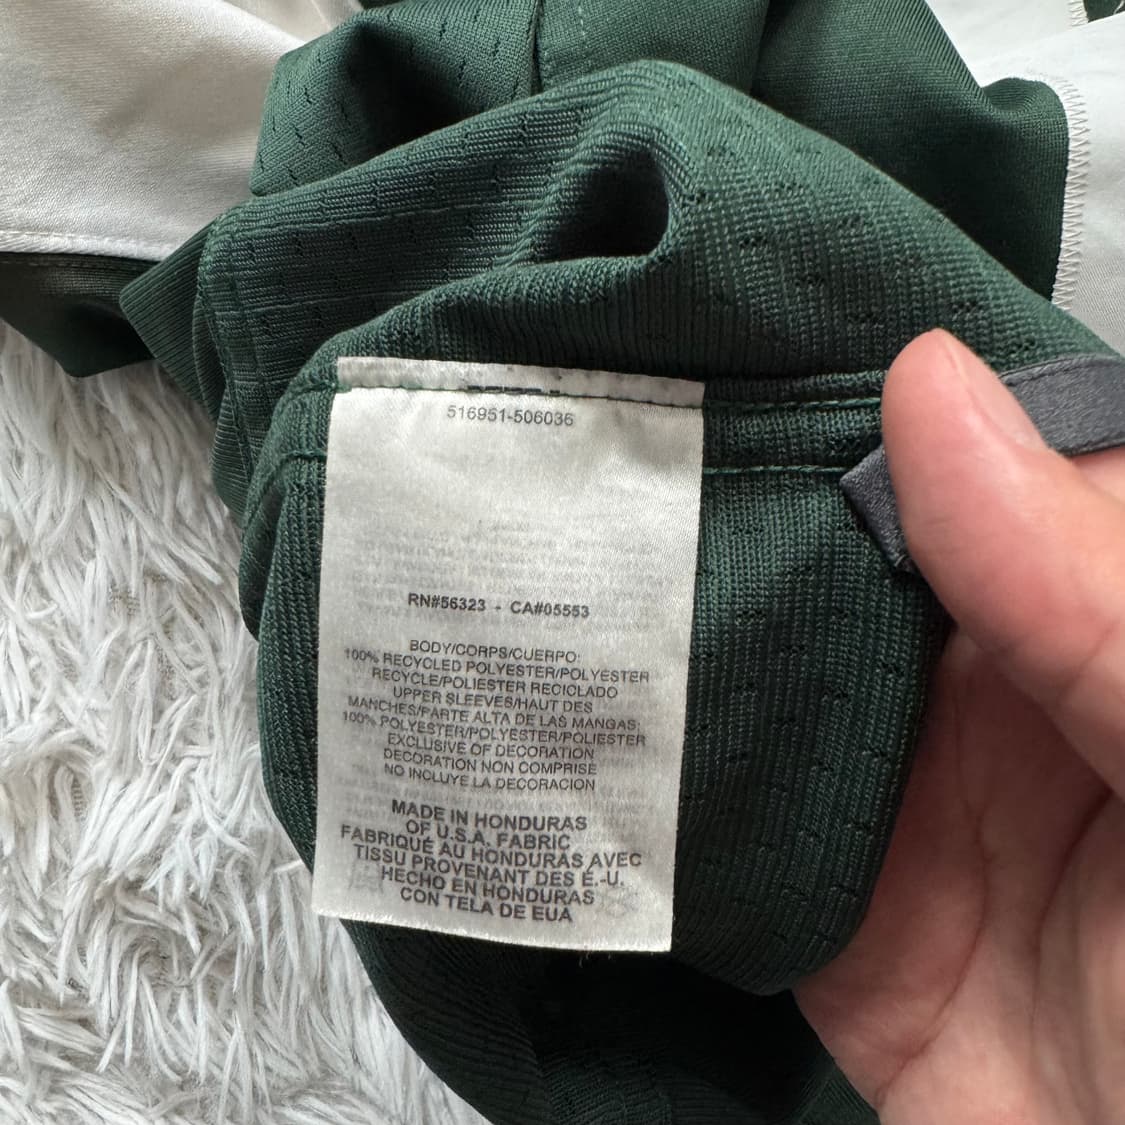 516951-506036
RN#56323 - CA#05553
BODY/CORPS/CUERPO:
100% RECYCLED POLYESTER/POLYESTER
RECYCLE/POLIESTER RECICLADO
UPPER SLEEVES/HAUT DES
MANCHES/PARTE ALTA DE LAS MANGAS:
100% POLYESTER/POLYESTER/POLIESTER
EXCLUSIVE OF DECORATION
DECORATION NON COMPRISE
NO INCLUYE LA DECORACION
MADE IN HONDURAS
OF U.S.A. FABRIC
FABRIQUÉ AU HONDURAS AVEC
TISSU PROVENANT DES É.-U.
HECHO EN HONDURAS
CON TELA DE EUA